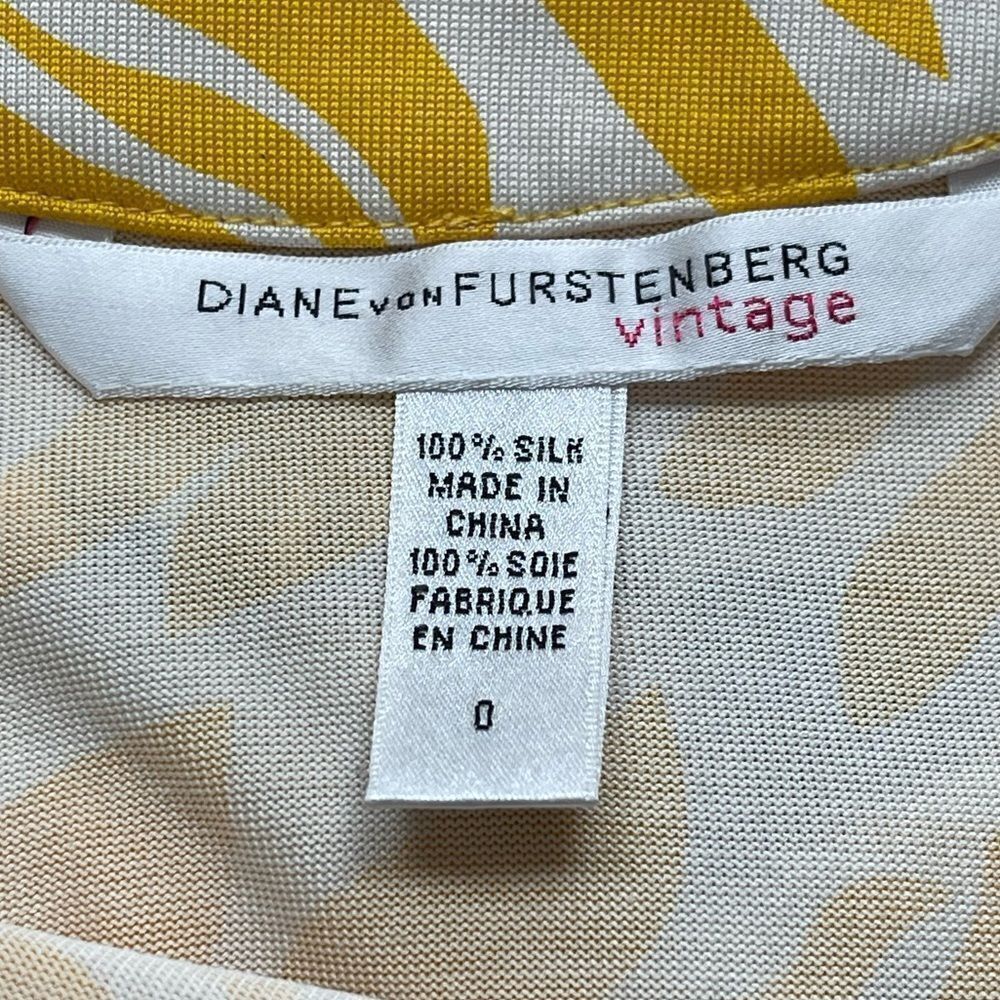 DIANE von FURSTENBERG
vintage
100% SILK
MADE IN
CHINA
100% SOIE
FABRIQUE
EN CHINE
0